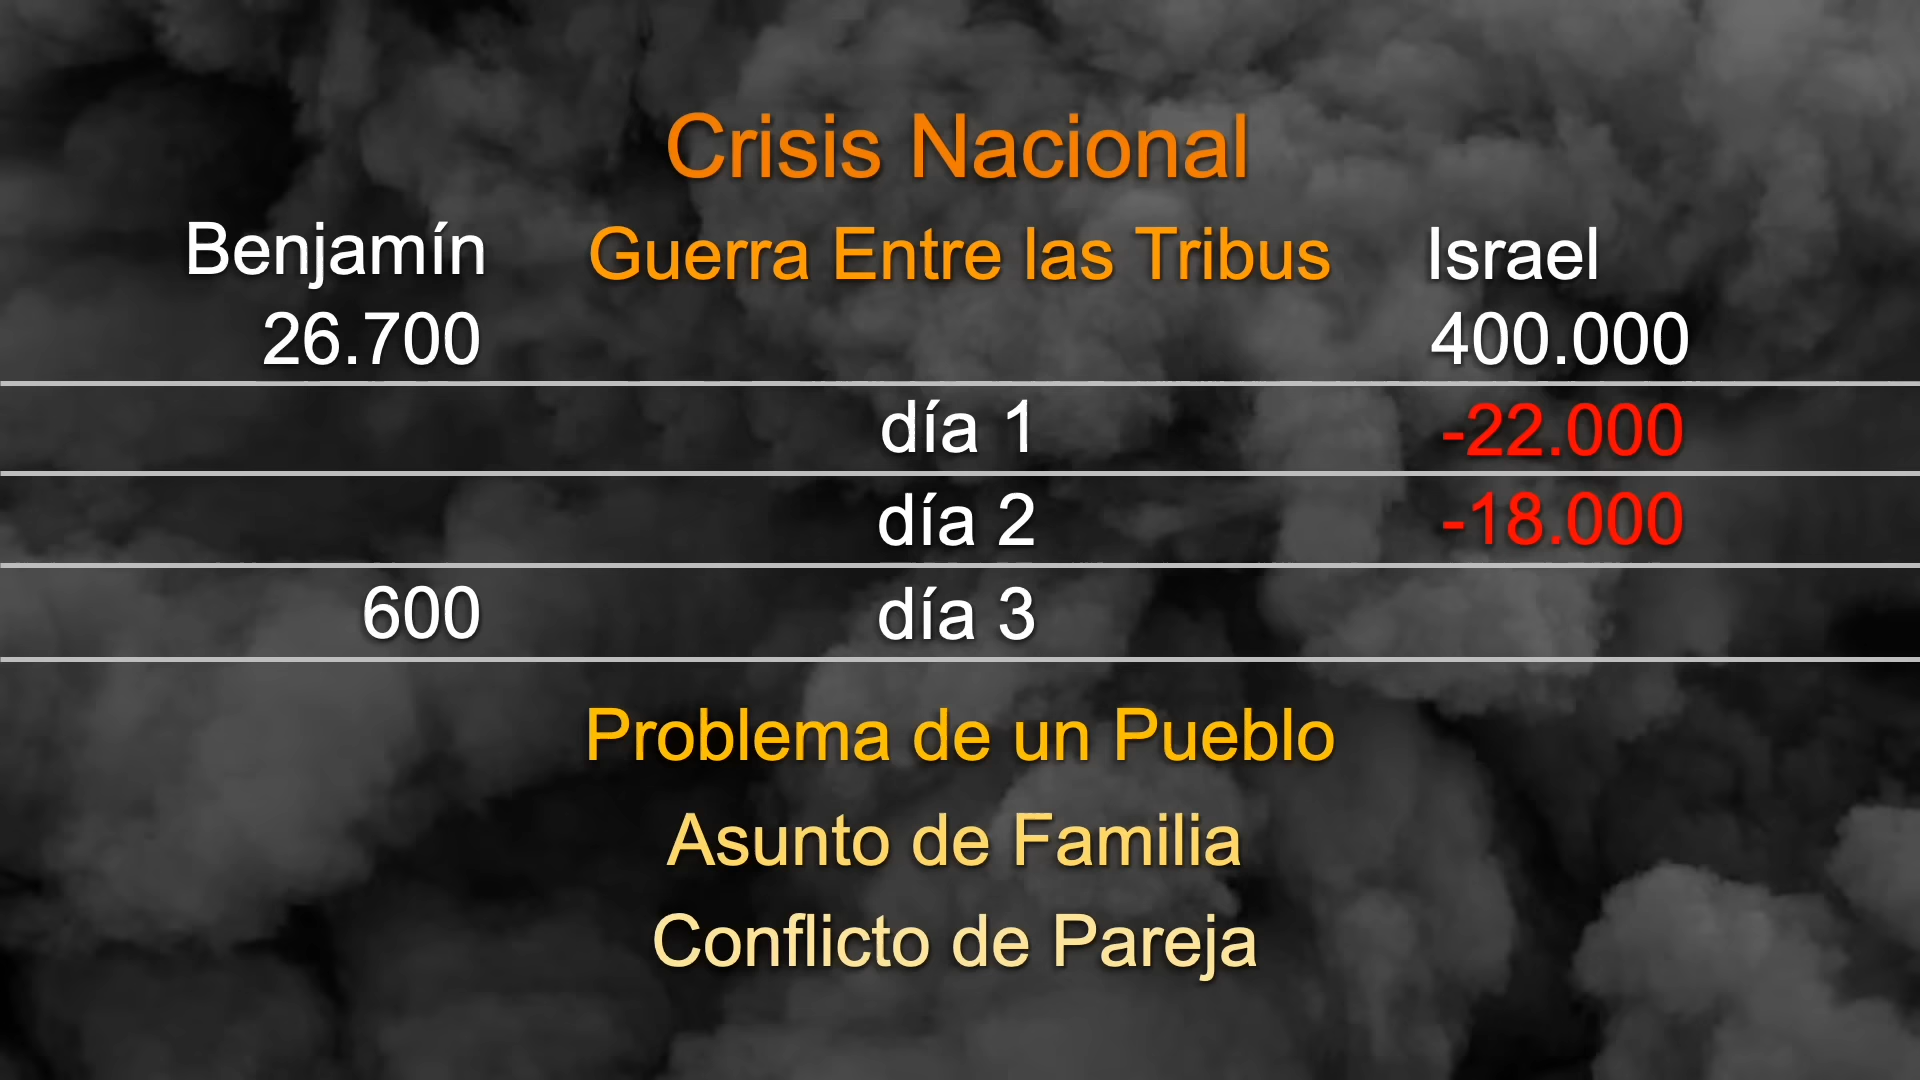 Crisis Nacional
Benjamín Guerra Entre las Tribus Israel
26.700 400.000
día 1 -22.000
día 2 -18.000
600 día 3
Problema de un Pueblo
Asunto de Familia
Conflicto de Pareja